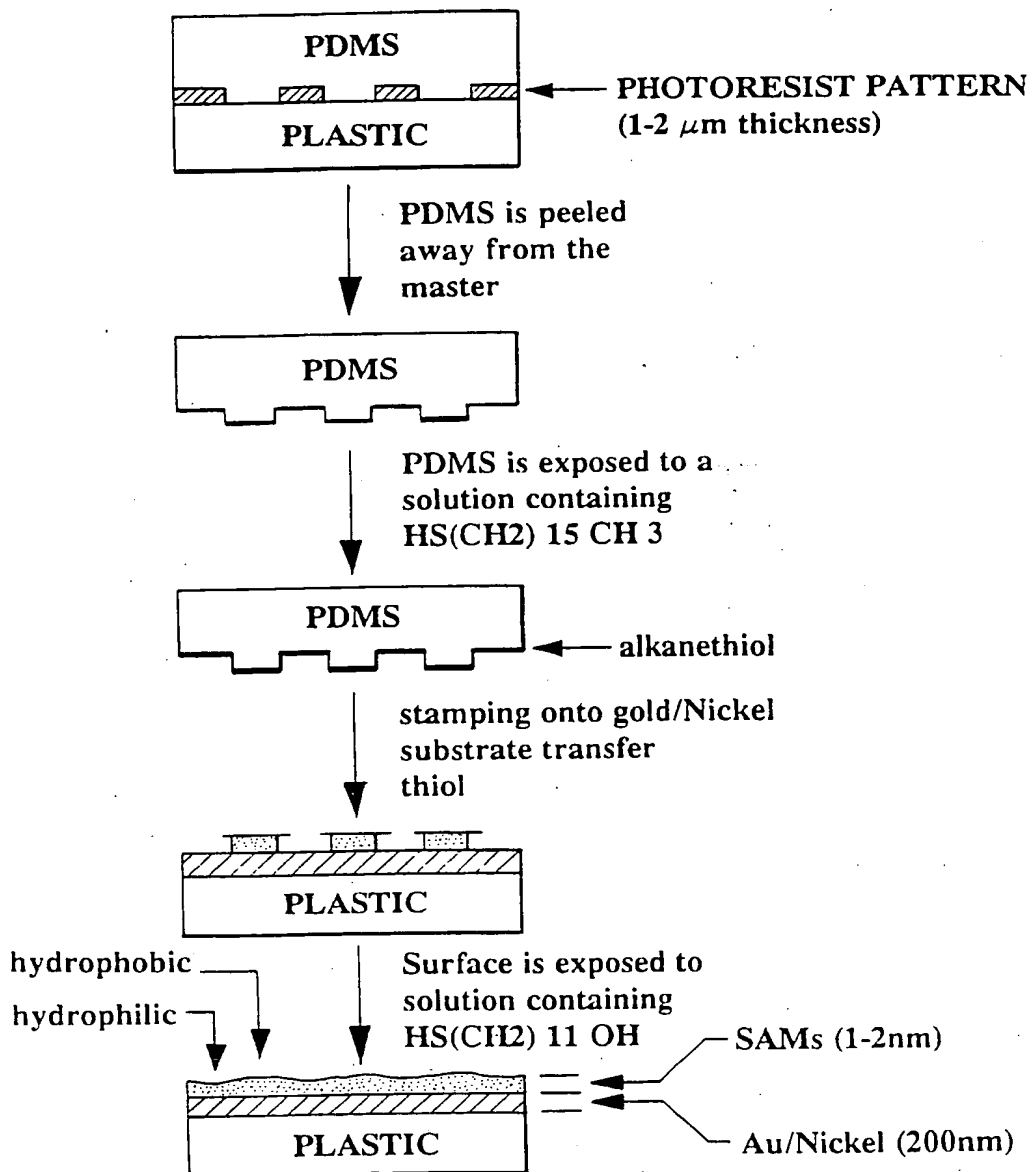 PDMS
PHOTORESIST PATTERN
(1-2 μm thickness)
PLASTIC
PDMS is peeled
away from the
master
PDMS
PDMS is exposed to a
solution containing
HS(CH2) 15 CH 3
PDMS
alkanethiol
stamping onto gold/Nickel
substrate transfer
thiol
PLASTIC
hydrophobic
hydrophilic
Surface is exposed to
solution containing
HS(CH2) 11 OH
SAMs (1-2nm)
PLASTIC
Au/Nickel (200nm)